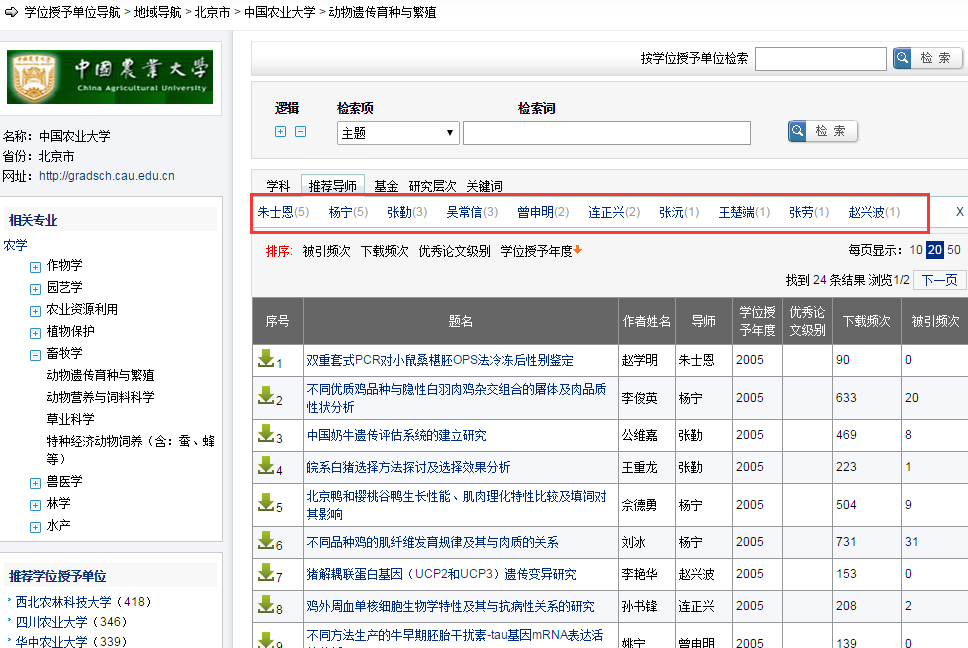 学位授予单位导航 > 地域导航 > 北京市 > 中国农业大学 > 动物遗传育种与繁殖
中國農業大學
China Agricultural University
名称：中国农业大学
省份：北京市
网址：http://gradsch.cau.edu.cn
相关专业
农学
作物学
园艺学
农业资源利用
植物保护
畜牧学
动物遗传育种与繁殖
动物营养与饲料科学
草业科学
特种经济动物饲养（含：蚕、蜂
等）
兽医学
林学
水产
推荐学位授予单位
西北农林科技大学（418）
四川农业大学（346）
华中农业大学（339）
按学位授予单位检索 检 索
逻辑 检索项 检索词
主题 检 索
学科 推荐导师 基金 研究层次 关键词
朱士恩(5) 杨宁(5) 张勤(3) 吴常信(3) 曾申明(2) 连正兴(2) 张沅(1) 王楚端(1) 张劳(1) 赵兴波(1) X
排序: 被引频次 下载频次 优秀论文级别 学位授予年度 每页显示：10 20 50
找到 24 条结果 浏览1/2 下一页
序号 题名 作者姓名 导师 学位授予年度 优秀论文级别 下载频次 被引频次
1 双重套式PCR对小鼠桑椹胚OPS法冷冻后性别鉴定 赵学明 朱士恩 2005 90 0
2 不同优质鸡品种与隐性白羽肉鸡杂交组合的屠体及肉品质
性状分析 李俊英 杨宁 2005 633 20
3 中国奶牛遗传评估系统的建立研究 公维嘉 张勤 2005 469 8
4 皖系白猪选择方法探讨及选择效果分析 王重龙 张勤 2005 223 1
5 北京鸭和樱桃谷鸭生长性能、肌肉理化特性比较及填饲对
其影响 佘德勇 杨宁 2005 504 9
6 不同品种鸡的肌纤维发育规律及其与肉质的关系 刘冰 杨宁 2005 731 31
7 猪解耦联蛋白基因（UCP2和UCP3）遗传变异研究 李艳华 赵兴波 2005 153 0
8 鸡外周血单核细胞生物学特性及其与抗病性关系的研究 孙书锋 连正兴 2005 208 2
9 不同方法生产的牛早期胚胎干扰素-tau基因mRNA表达活 姚宁 曾申明 2005 139 0